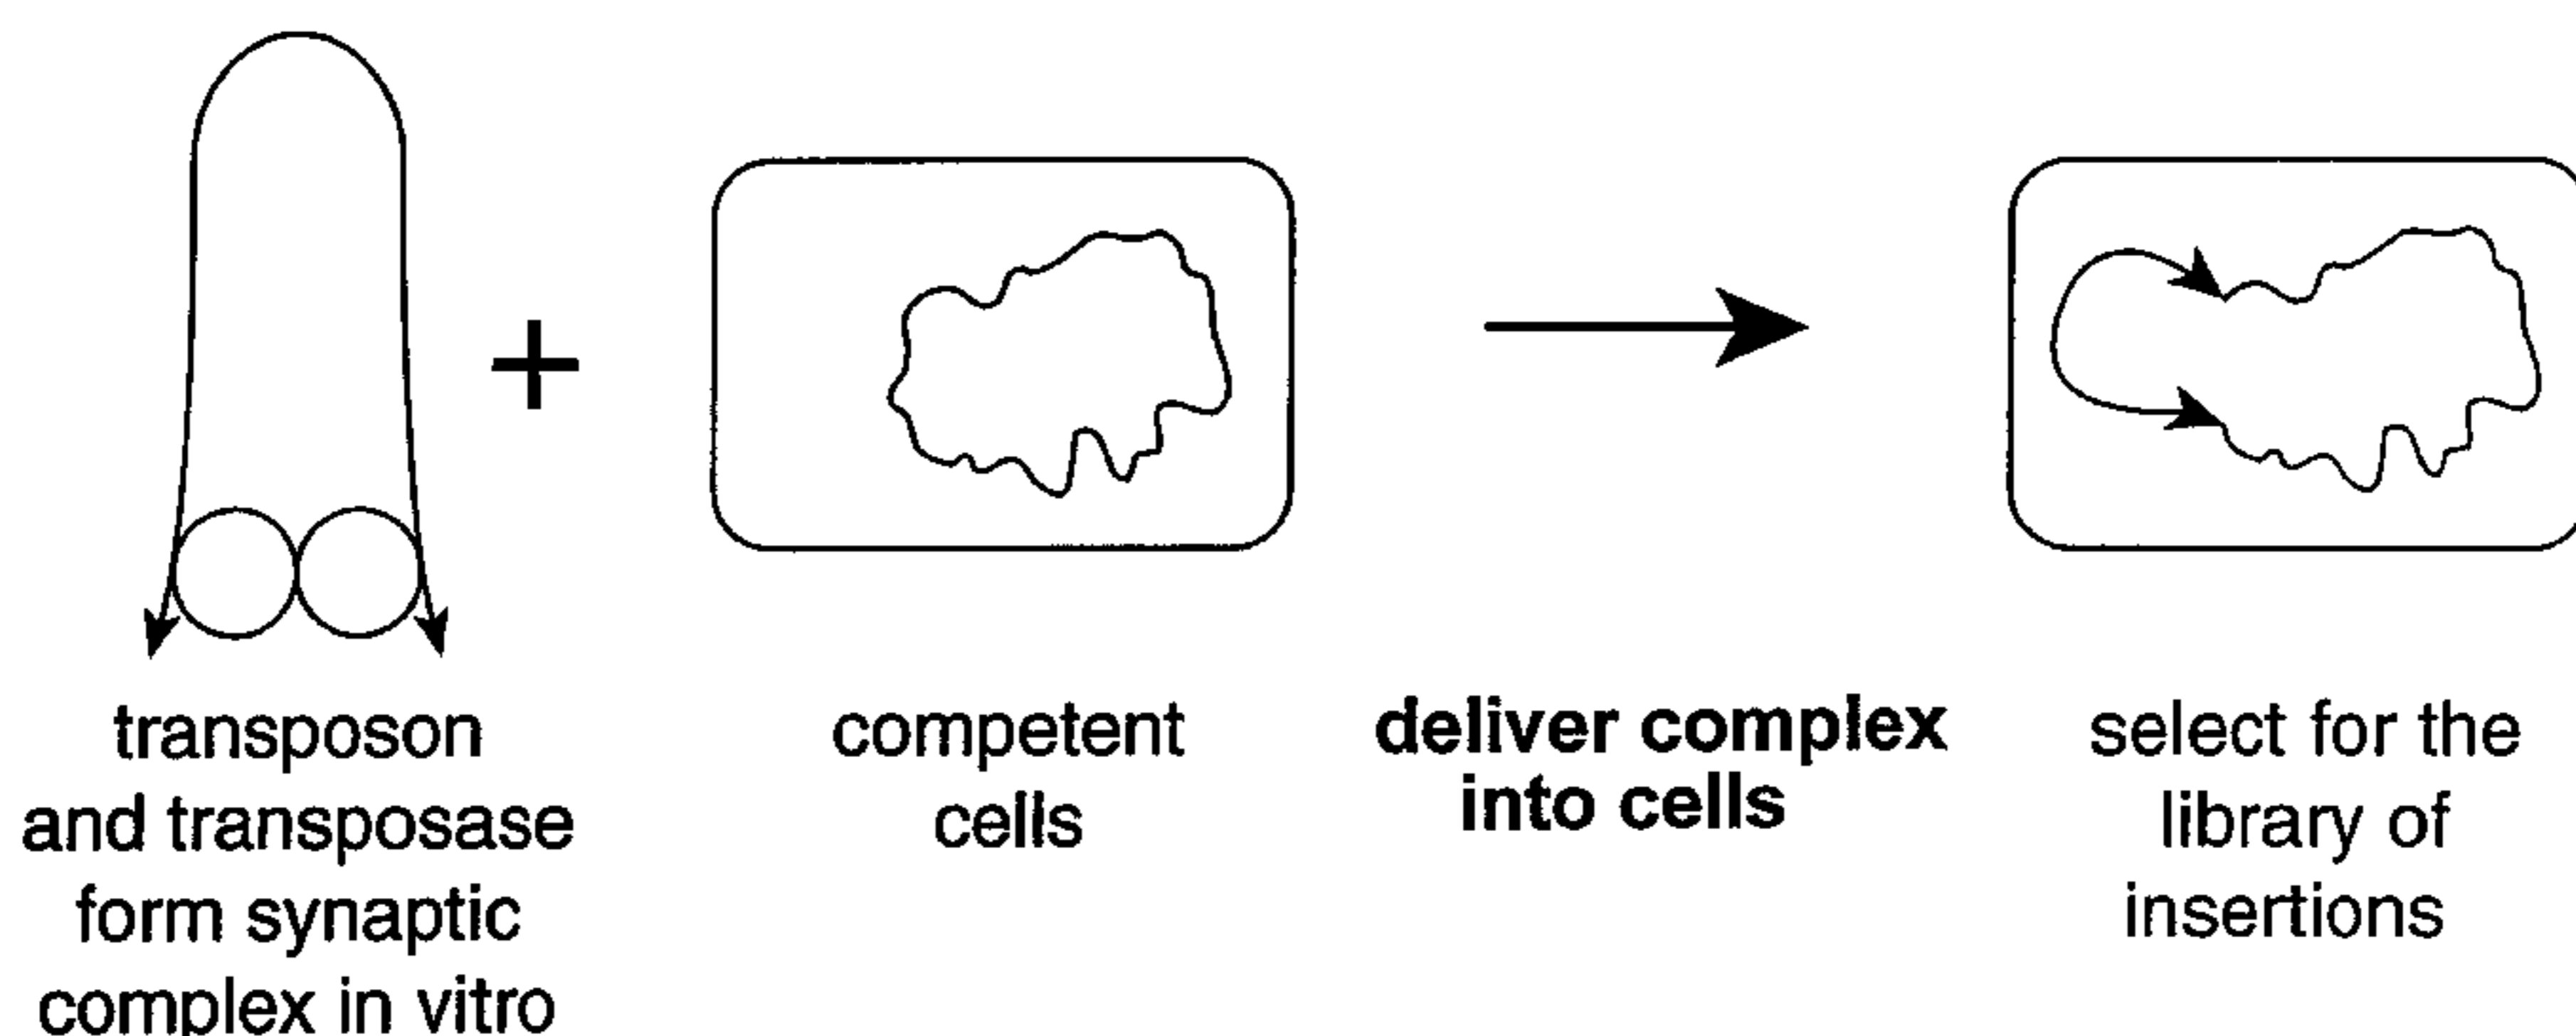 +
transposon
and transposase
form synaptic
complex in vitro
competent
cells
deliver complex
into cells
select for the
library of
insertions